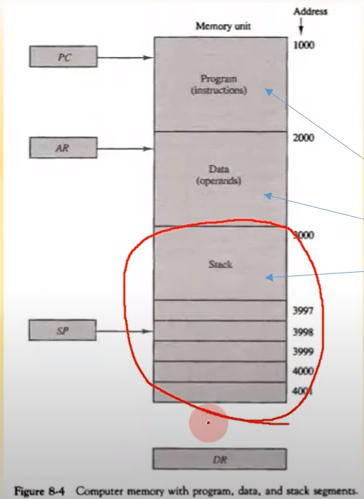 Address
Memory unit
1000
PC
Program
(instructions)
2000
AR
Data
(operands)
3000
Stack
3997
SP
3998
3999
4000
4001
DR
Figure 8-4 Computer memory with program, data, and stack segments.